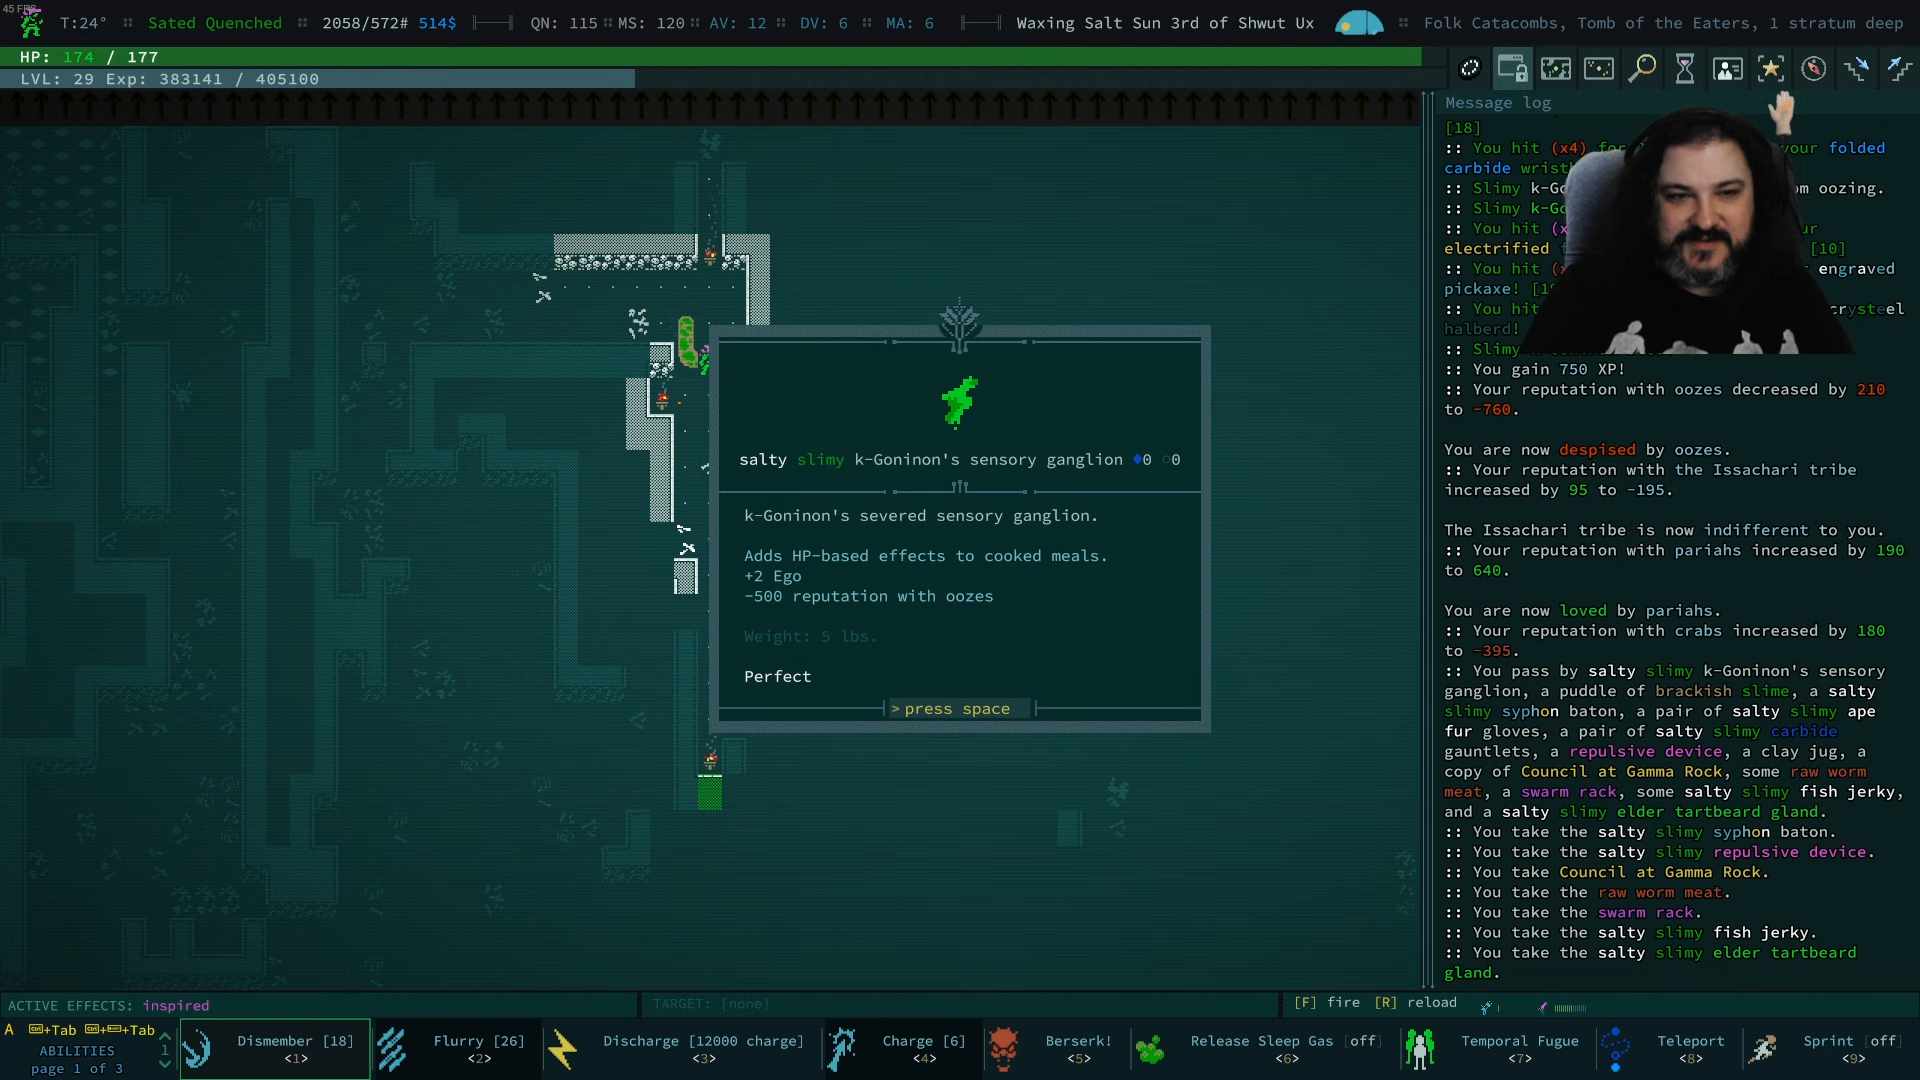 45 FPS
T:24° :: Sated Quenched :: 2058/572# 514$ QN: 115 :: MS: 120 :: AV: 12 :: DV: 6 :: MA: 6 Waxing Salt Sun 3rd of Shwut Ux :: Folk Catacombs, Tomb of the Eaters, 1 stratum deep
HP: 174 / 177
LVL: 29 Exp: 383141 / 405100
Message log
[18]
:: You hit (x4) your folded
carbide
:: Slimy oozing.
:: Slimy
:: You hit
electrified [10]
:: You hit engraved
pickaxe!
:: You hit crysteel
halberd!
:: Slimy
:: You gain 750 XP!
:: Your reputation with oozes decreased by 210
to -760.
You are now despised by oozes.
:: Your reputation with the Issachari tribe
increased by 95 to -195.
The Issachari tribe is now indifferent to you.
:: Your reputation with pariahs increased by 190
to 640.
You are now loved by pariahs.
:: Your reputation with crabs increased by 180
to -395.
:: You pass by salty slimy k-Goninon's sensory
ganglion, a puddle of brackish slime, a salty
slimy syphon baton, a pair of salty slimy ape
fur gloves, a pair of salty slimy carbide
gauntlets, a repulsive device, a clay jug, a
copy of Council at Gamma Rock, some raw worm
meat, a swarm rack, some salty slimy fish jerky,
and a salty slimy elder tartbeard gland.
:: You take the salty slimy syphon baton.
:: You take the salty slimy repulsive device.
:: You take Council at Gamma Rock.
:: You take the raw worm meat.
:: You take the swarm rack.
:: You take the salty slimy fish jerky.
:: You take the salty slimy elder tartbeard
gland.
salty slimy k-Goninon's sensory ganglion ♦0 ○0
k-Goninon's severed sensory ganglion.
Adds HP-based effects to cooked meals.
+2 Ego
-500 reputation with oozes
Weight: 5 lbs.
Perfect
> press space
ACTIVE EFFECTS: inspired
TARGET: [none]
[F] fire [R] reload
A Ctrl+Tab Ctrl+Tab
ABILITIES
page 1 of 3
1
Dismember [18]
<1>
Flurry [26]
<2>
Discharge [12000 charge]
<3>
Charge [6]
<4>
Berserk!
<5>
Release Sleep Gas [off]
<6>
Temporal Fugue
<7>
Teleport
<8>
Sprint [off]
<9>